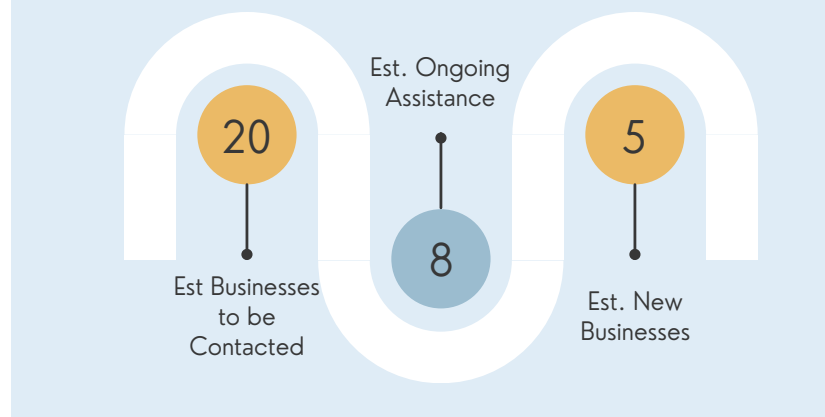 20
Est Businesses
to be
Contacted
Est. Ongoing
Assistance
8
5
Est. New
Businesses